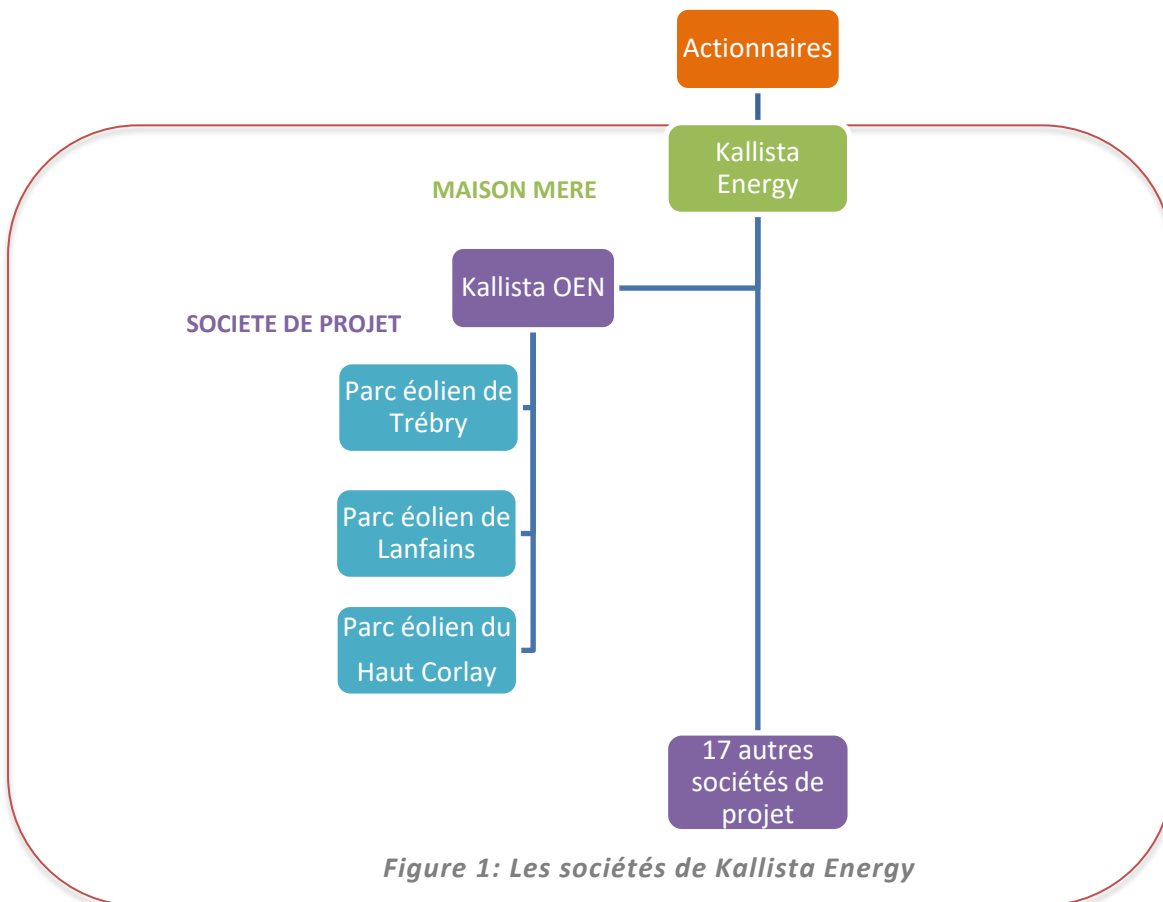 Actionnaires
Kallista
Energy
MAISON MERE
Kallista OEN
SOCIETE DE PROJET
Parc éolien de
Trébry
Parc éolien de
Lanfains
Parc éolien du
Haut Corlay
17 autres
sociétés de
projet
Figure 1: Les sociétés de Kallista Energy